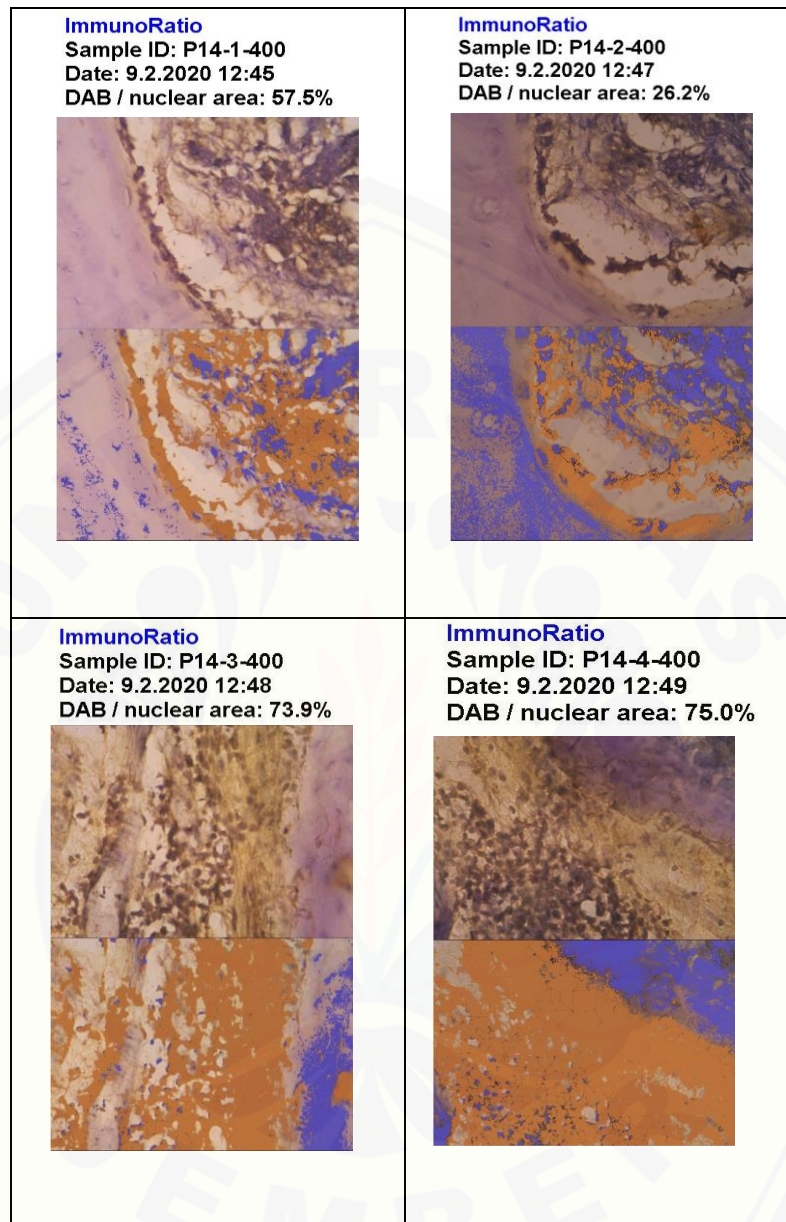 ImmunoRatio
Sample ID: P14-1-400
Date: 9.2.2020 12:45
DAB / nuclear area: 57.5%
ImmunoRatio
Sample ID: P14-2-400
Date: 9.2.2020 12:47
DAB / nuclear area: 26.2%
ImmunoRatio
Sample ID: P14-3-400
Date: 9.2.2020 12:48
DAB / nuclear area: 73.9%
ImmunoRatio
Sample ID: P14-4-400
Date: 9.2.2020 12:49
DAB / nuclear area: 75.0%